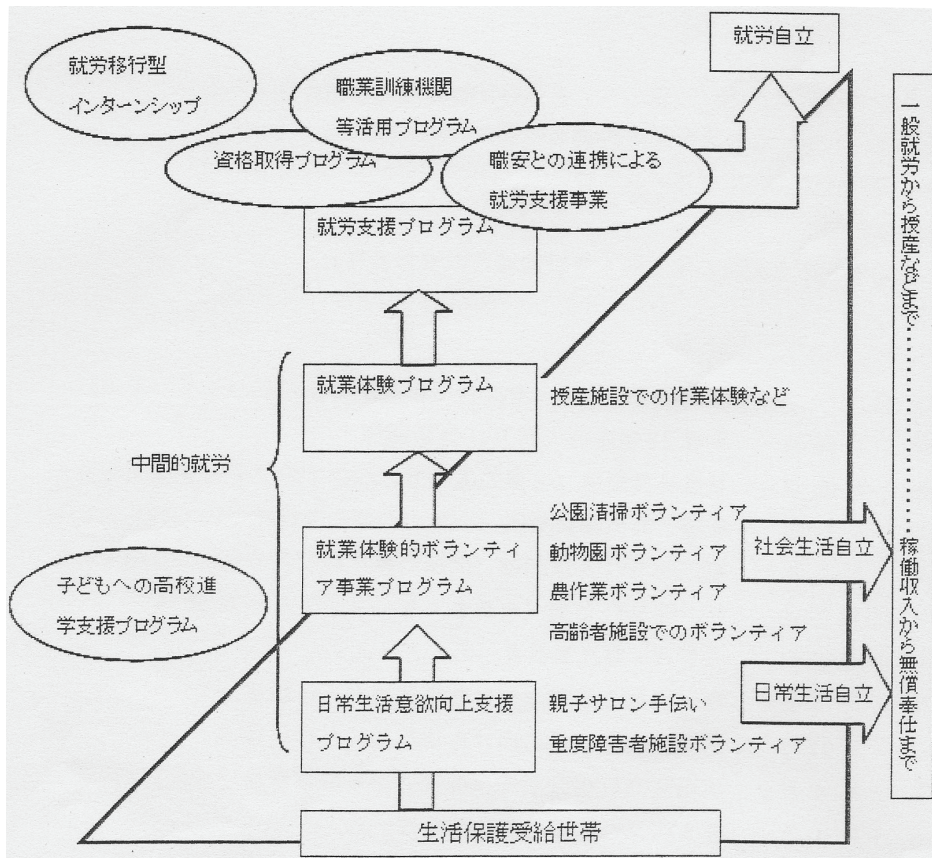 就労自立
就労移行型
インターンシップ
職業訓練機関
等活用プログラム
資格取得プログラム
職安との連携による
就労支援事業
就労支援プログラム
就業体験プログラム
授産施設での作業体験など
中間的就労
就業体験的ボランティ
ア事業プログラム
公園清掃ボランティア
動物園ボランティア
農作業ボランティア
高齢者施設でのボランティア
社会生活自立
子どもへの高校進
学支援プログラム
日常生活意欲向上支援
プログラム
親子サロン手伝い
重度障害者施設ボランティア
日常生活自立
生活保護受給世帯
一般就労から授産などまで……………………稼働収入から無償奉仕まで